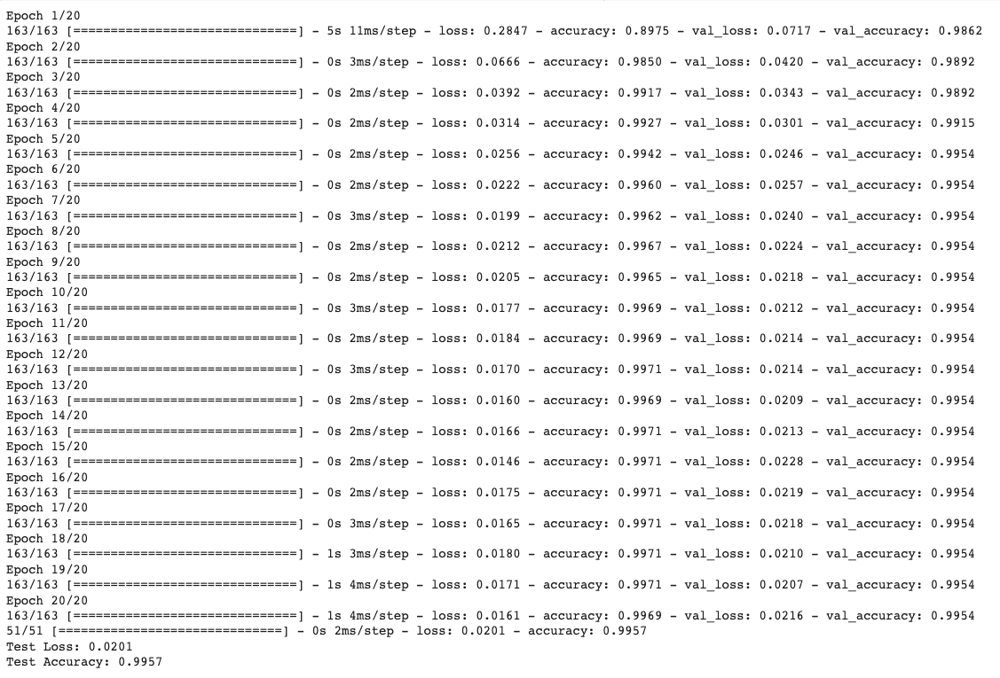 Epoch 1/20
163/163 [==============================] - 5s 11ms/step - loss: 0.2847 - accuracy: 0.8975 - val_loss: 0.0717 - val_accuracy: 0.9862
Epoch 2/20
163/163 [==============================] - 0s 3ms/step - loss: 0.0666 - accuracy: 0.9850 - val_loss: 0.0420 - val_accuracy: 0.9892
Epoch 3/20
163/163 [==============================] - 0s 2ms/step - loss: 0.0392 - accuracy: 0.9917 - val_loss: 0.0343 - val_accuracy: 0.9892
Epoch 4/20
163/163 [==============================] - 0s 2ms/step - loss: 0.0314 - accuracy: 0.9927 - val_loss: 0.0301 - val_accuracy: 0.9915
Epoch 5/20
163/163 [==============================] - 0s 2ms/step - loss: 0.0256 - accuracy: 0.9942 - val_loss: 0.0246 - val_accuracy: 0.9954
Epoch 6/20
163/163 [==============================] - 0s 2ms/step - loss: 0.0222 - accuracy: 0.9960 - val_loss: 0.0257 - val_accuracy: 0.9954
Epoch 7/20
163/163 [==============================] - 0s 3ms/step - loss: 0.0199 - accuracy: 0.9962 - val_loss: 0.0240 - val_accuracy: 0.9954
Epoch 8/20
163/163 [==============================] - 0s 2ms/step - loss: 0.0212 - accuracy: 0.9967 - val_loss: 0.0224 - val_accuracy: 0.9954
Epoch 9/20
163/163 [==============================] - 0s 2ms/step - loss: 0.0205 - accuracy: 0.9965 - val_loss: 0.0218 - val_accuracy: 0.9954
Epoch 10/20
163/163 [==============================] - 0s 3ms/step - loss: 0.0177 - accuracy: 0.9969 - val_loss: 0.0212 - val_accuracy: 0.9954
Epoch 11/20
163/163 [==============================] - 0s 2ms/step - loss: 0.0184 - accuracy: 0.9969 - val_loss: 0.0214 - val_accuracy: 0.9954
Epoch 12/20
163/163 [==============================] - 0s 3ms/step - loss: 0.0170 - accuracy: 0.9971 - val_loss: 0.0214 - val_accuracy: 0.9954
Epoch 13/20
163/163 [==============================] - 0s 2ms/step - loss: 0.0160 - accuracy: 0.9969 - val_loss: 0.0209 - val_accuracy: 0.9954
Epoch 14/20
163/163 [==============================] - 0s 2ms/step - loss: 0.0166 - accuracy: 0.9971 - val_loss: 0.0213 - val_accuracy: 0.9954
Epoch 15/20
163/163 [==============================] - 0s 2ms/step - loss: 0.0146 - accuracy: 0.9971 - val_loss: 0.0228 - val_accuracy: 0.9954
Epoch 16/20
163/163 [==============================] - 0s 2ms/step - loss: 0.0175 - accuracy: 0.9971 - val_loss: 0.0219 - val_accuracy: 0.9954
Epoch 17/20
163/163 [==============================] - 0s 3ms/step - loss: 0.0165 - accuracy: 0.9971 - val_loss: 0.0218 - val_accuracy: 0.9954
Epoch 18/20
163/163 [==============================] - 1s 3ms/step - loss: 0.0180 - accuracy: 0.9971 - val_loss: 0.0210 - val_accuracy: 0.9954
Epoch 19/20
163/163 [==============================] - 1s 4ms/step - loss: 0.0171 - accuracy: 0.9971 - val_loss: 0.0207 - val_accuracy: 0.9954
Epoch 20/20
163/163 [==============================] - 1s 4ms/step - loss: 0.0161 - accuracy: 0.9969 - val_loss: 0.0216 - val_accuracy: 0.9954
51/51 [==============================] - 0s 2ms/step - loss: 0.0201 - accuracy: 0.9957
Test Loss: 0.0201
Test Accuracy: 0.9957